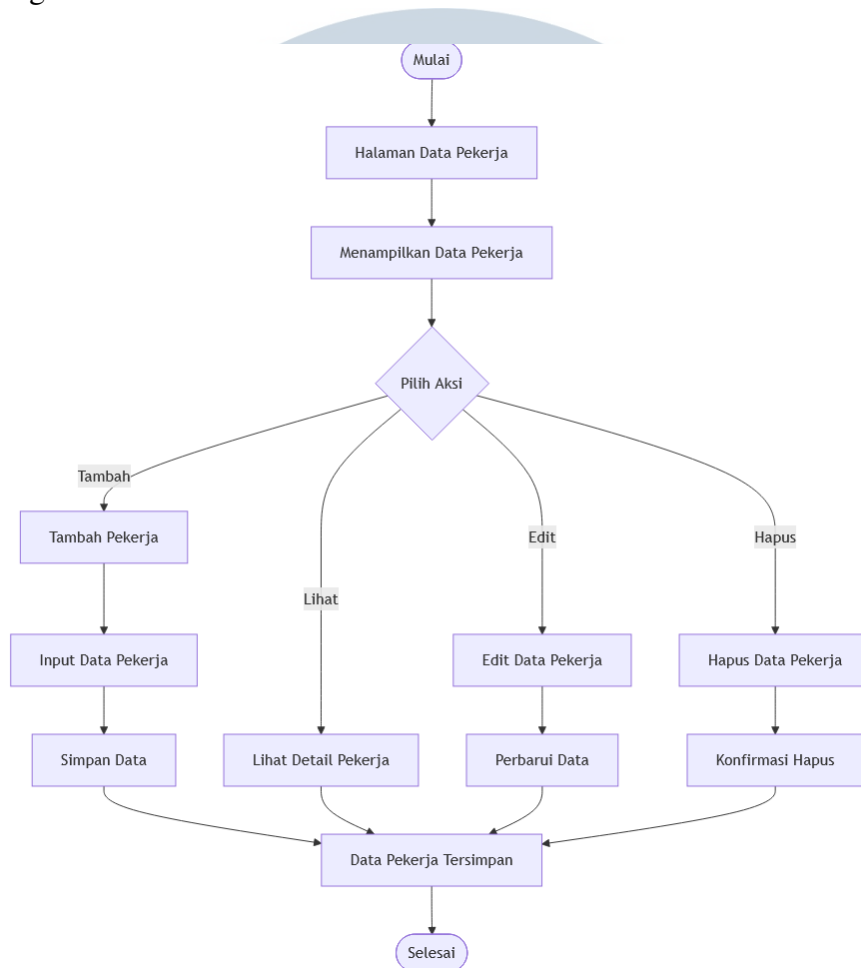 Mulai
Halaman Data Pekerja
Menampilkan Data Pekerja
Pilih Aksi
Tambah
Tambah Pekerja
Edit
Hapus
Lihat
Input Data Pekerja
Edit Data Pekerja
Hapus Data Pekerja
Simpan Data
Lihat Detail Pekerja
Perbarui Data
Konfirmasi Hapus
Data Pekerja Tersimpan
Selesai